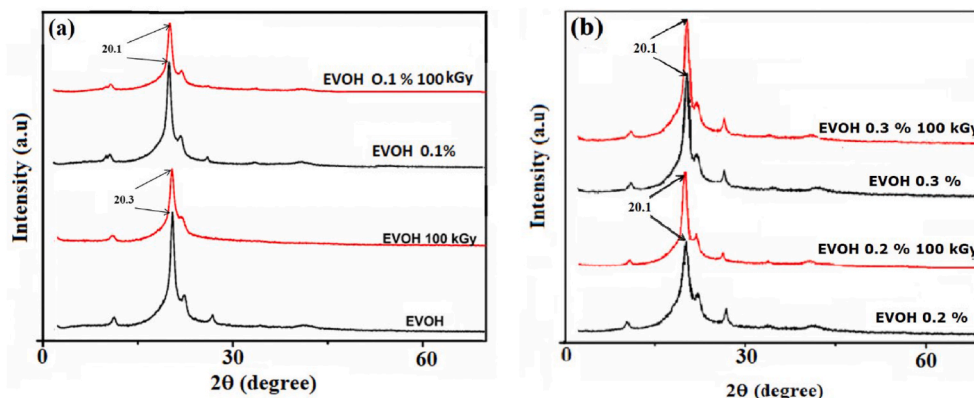 (a)
20.1
EVOH O.1 % 100 kGy
EVOH 0.1%
20.3
EVOH 100 kGy
EVOH
Intensity (a.u)
0
30
60
2θ (degree)
(b)
20.1
EVOH 0.3 % 100 kGy
EVOH 0.3 %
20.1
EVOH 0.2 % 100 kGy
EVOH 0.2 %
Intensity (a.u)
0
30
60
2θ (degree)